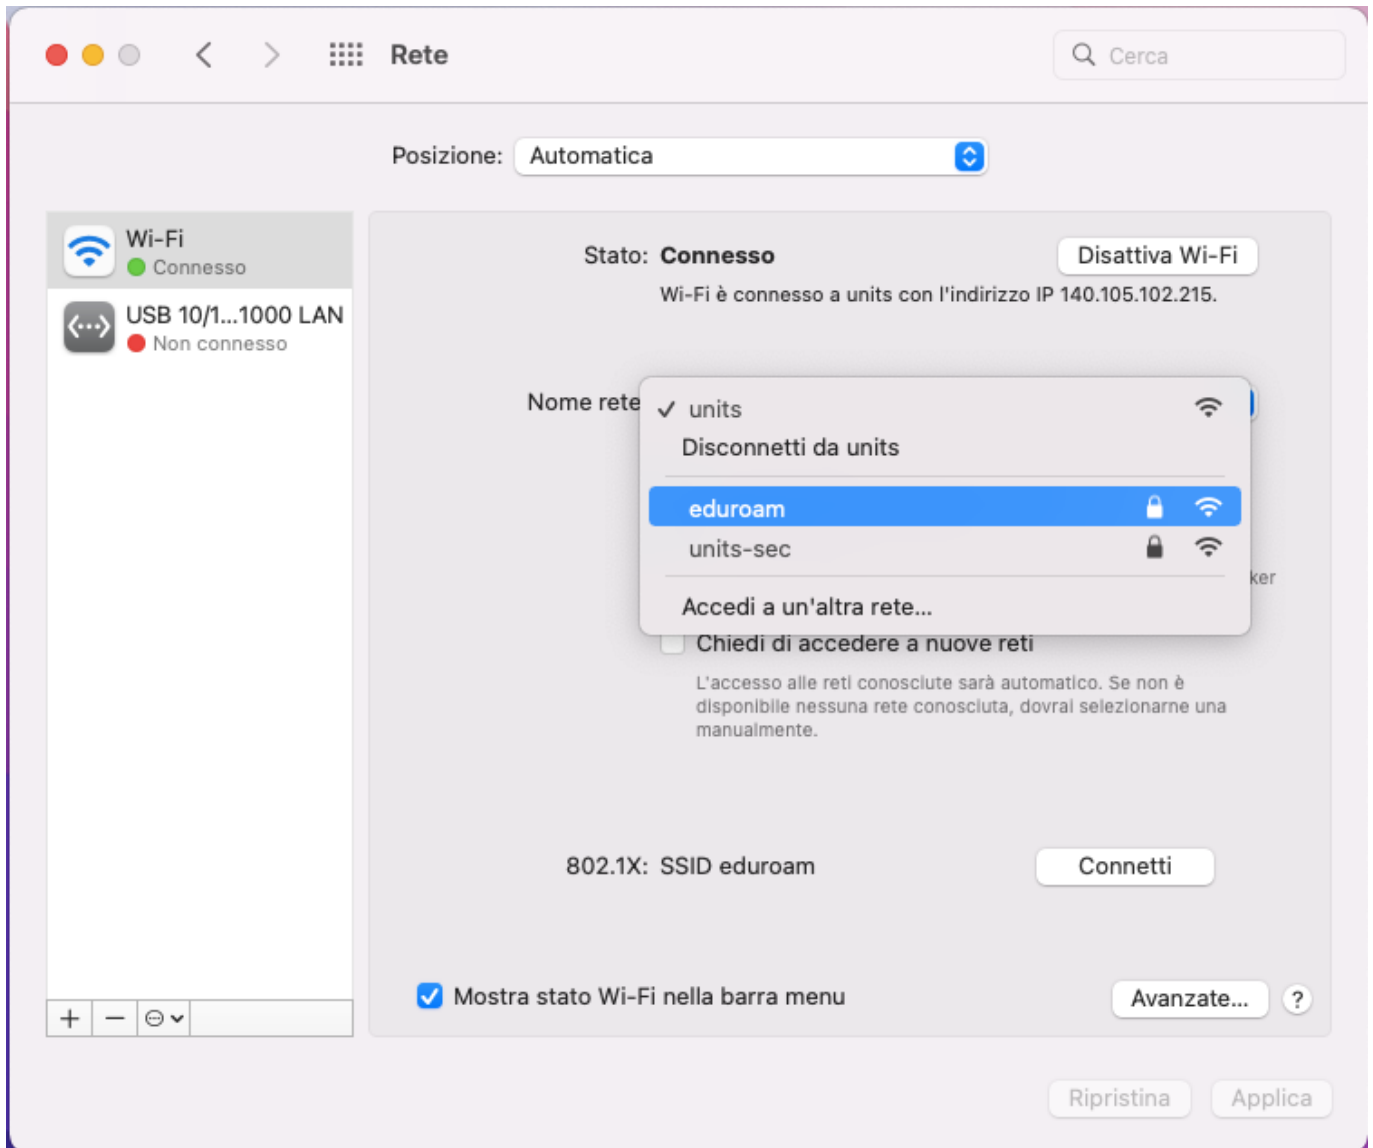 Rete
Cerca
Posizione: Automatica
Wi-Fi
Connesso
USB 10/1...1000 LAN
Non connesso
Stato: Connesso
Disattiva Wi-Fi
Wi-Fi è connesso a units con l'indirizzo IP 140.105.102.215.
Nome rete
✓ units
Disconnetti da units
eduroam
units-sec
ker
Accedi a un'altra rete...
Chiedi di accedere a nuove reti
L'accesso alle reti conosciute sarà automatico. Se non è
disponibile nessuna rete conosciuta, dovrai selezionarne una
manualmente.
802.1X: SSID eduroam
Connetti
Mostra stato Wi-Fi nella barra menu
Avanzate...
?
Ripristina
Applica